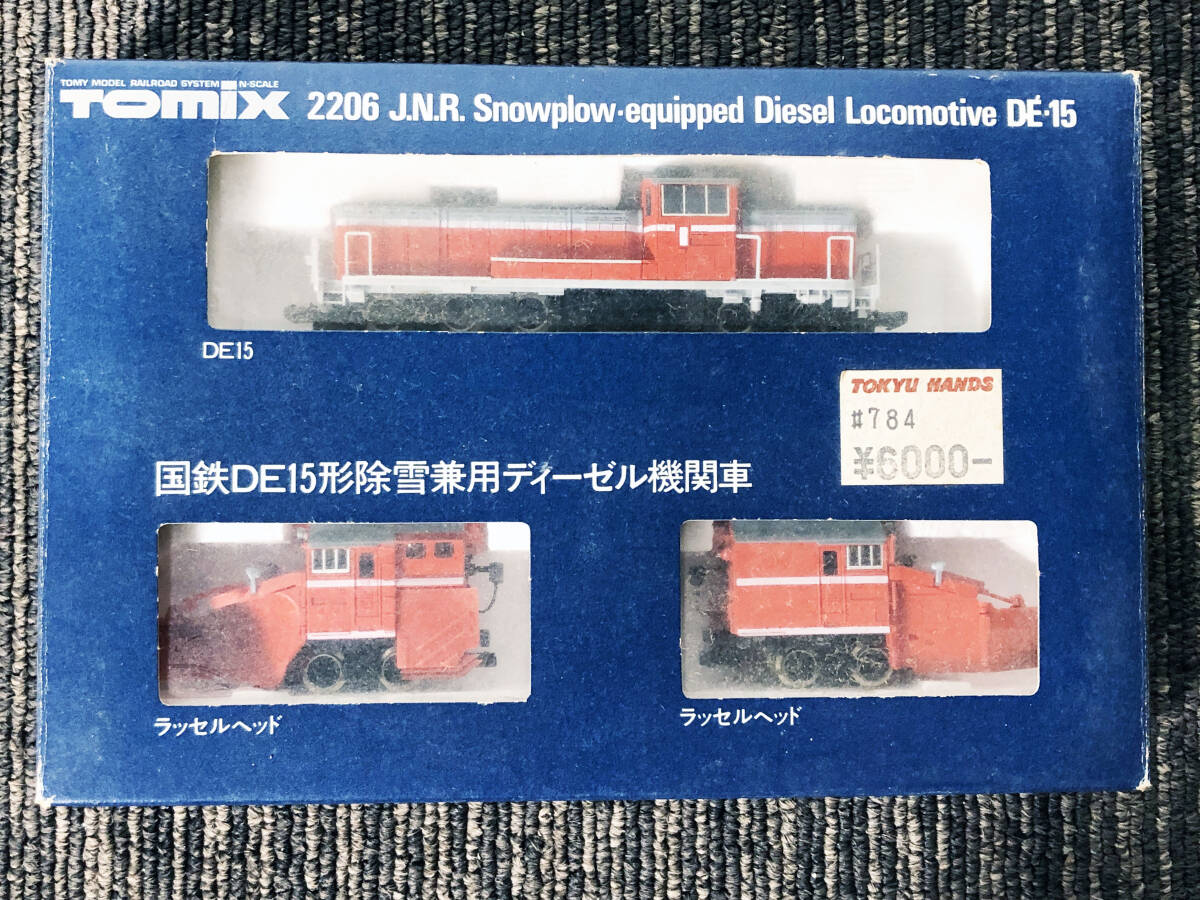 TOMY MODEL RAILROAD SYSTEM N-SCALE
TOMIX 2206 J.N.R. Snowplow-equipped Diesel Locomotive DE-15
DE15
TOKYU HANDS
#784
¥6000-
国鉄DE15形除雪兼用ディーゼル機関車
ラッセルヘッド
ラッセルヘッド